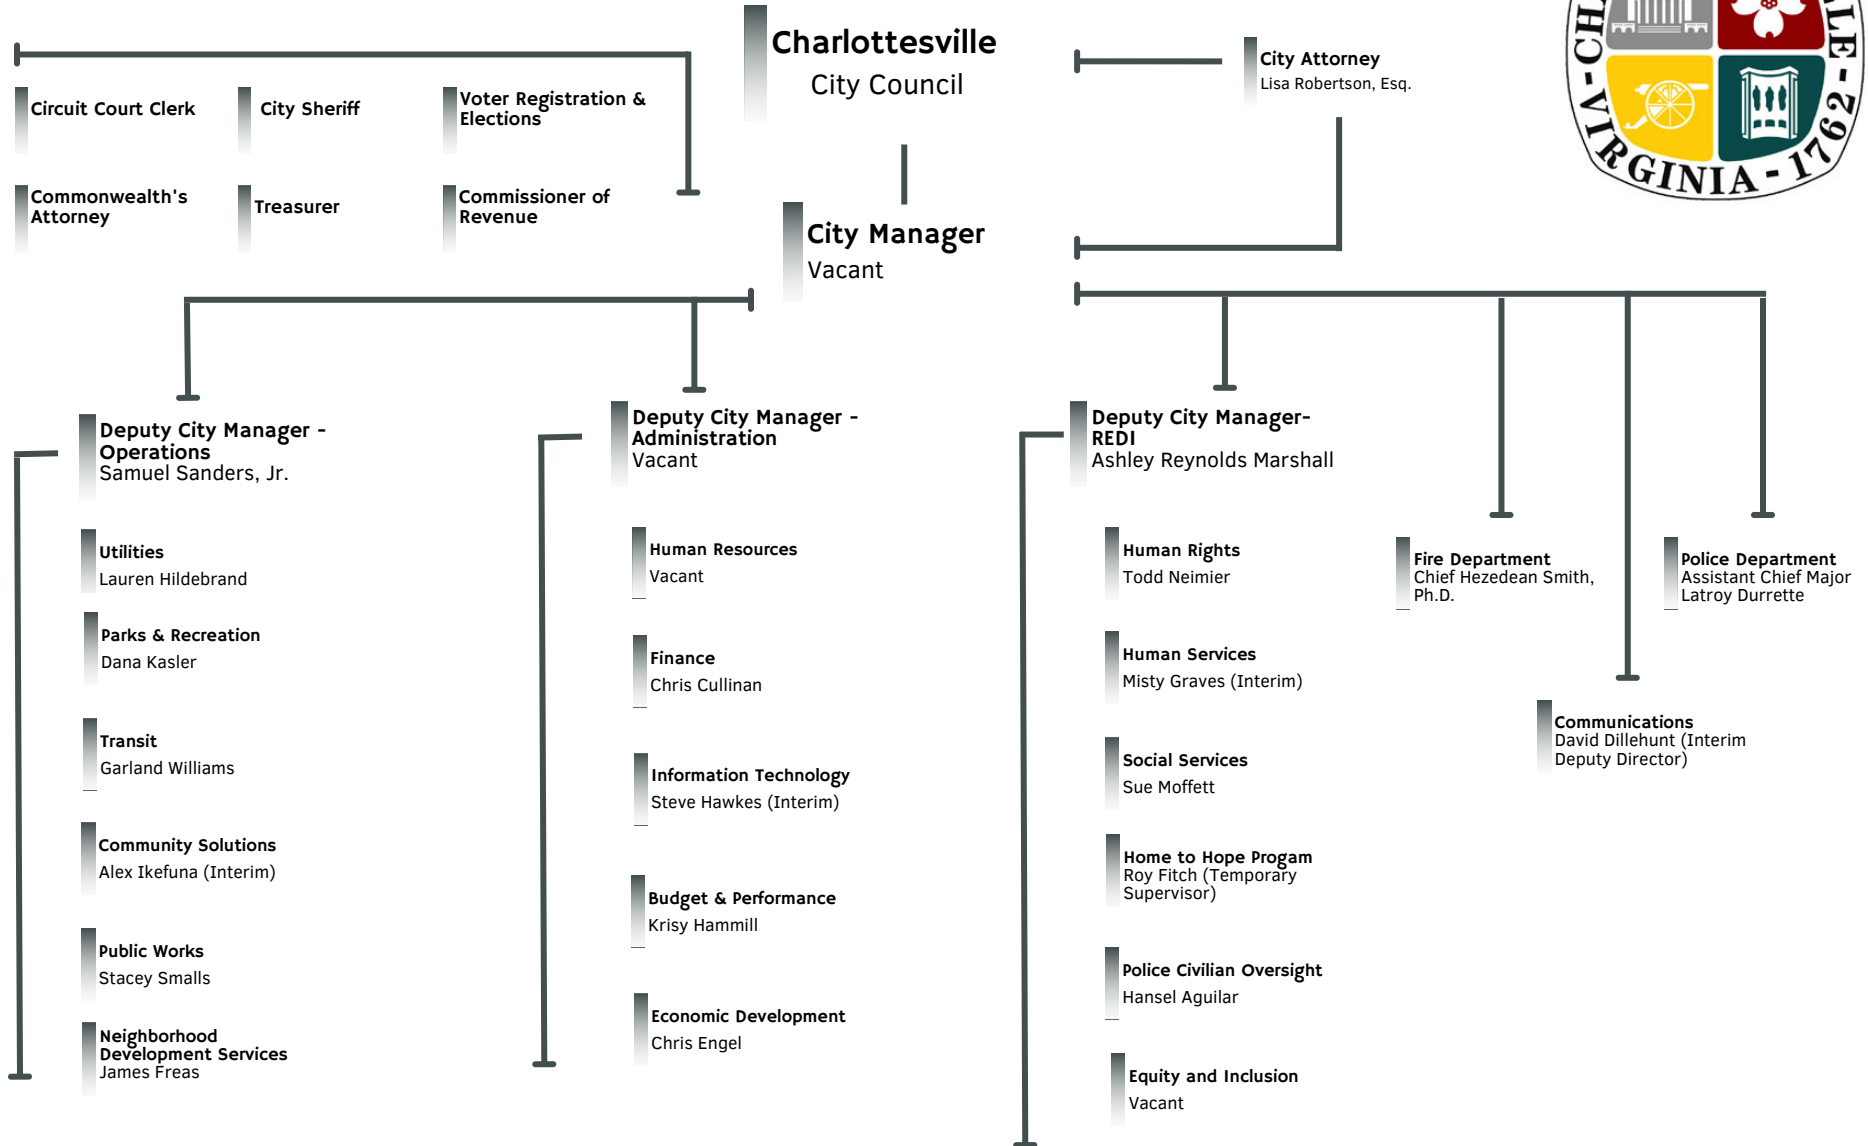 Charlottesville
City Council
City Attorney
Lisa Robertson, Esq.
VIRGINIA - 1762 -
Circuit Court Clerk
City Sheriff
Voter Registration &
Elections
Commonwealth's
Attorney
Treasurer
Commissioner of
Revenue
City Manager
Vacant
Deputy City Manager -
Operations
Samuel Sanders, Jr.
Utilities
Lauren Hildebrand
Parks & Recreation
Dana Kasler
Transit
Garland Williams
Community Solutions
Alex Ikefuna (Interim)
Public Works
Stacey Smalls
Neighborhood
Development Services
James Freas
Deputy City Manager -
Administration
Vacant
Human Resources
Vacant
Finance
Chris Cullinan
Information Technology
Steve Hawkes (Interim)
Budget & Performance
Krisy Hammill
Economic Development
Chris Engel
Deputy City Manager-
REDI
Ashley Reynolds Marshall
Human Rights
Todd Neimier
Human Services
Misty Graves (Interim)
Social Services
Sue Moffett
Home to Hope Progam
Roy Fitch (Temporary
Supervisor)
Police Civilian Oversight
Hansel Aguilar
Equity and Inclusion
Vacant
Fire Department
Chief Hezedean Smith,
Ph.D.
Communications
David Dillehunt (Interim
Deputy Director)
Police Department
Assistant Chief Major
Latroy Durrette